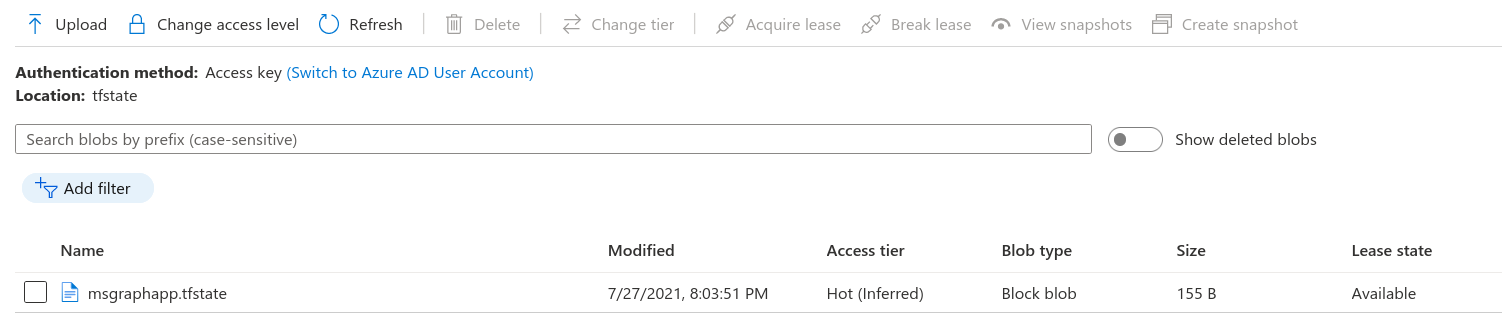 Upload Change access level Refresh Delete Change tier Acquire lease Break lease View snapshots Create snapshot
Authentication method: Access key (Switch to Azure AD User Account)
Location: tfstate
Search blobs by prefix (case-sensitive) Show deleted blobs
Add filter
Name Modified Access tier Blob type Size Lease state
msgraphapp.tfstate 7/27/2021, 8:03:51 PM Hot (Inferred) Block blob 155 B Available